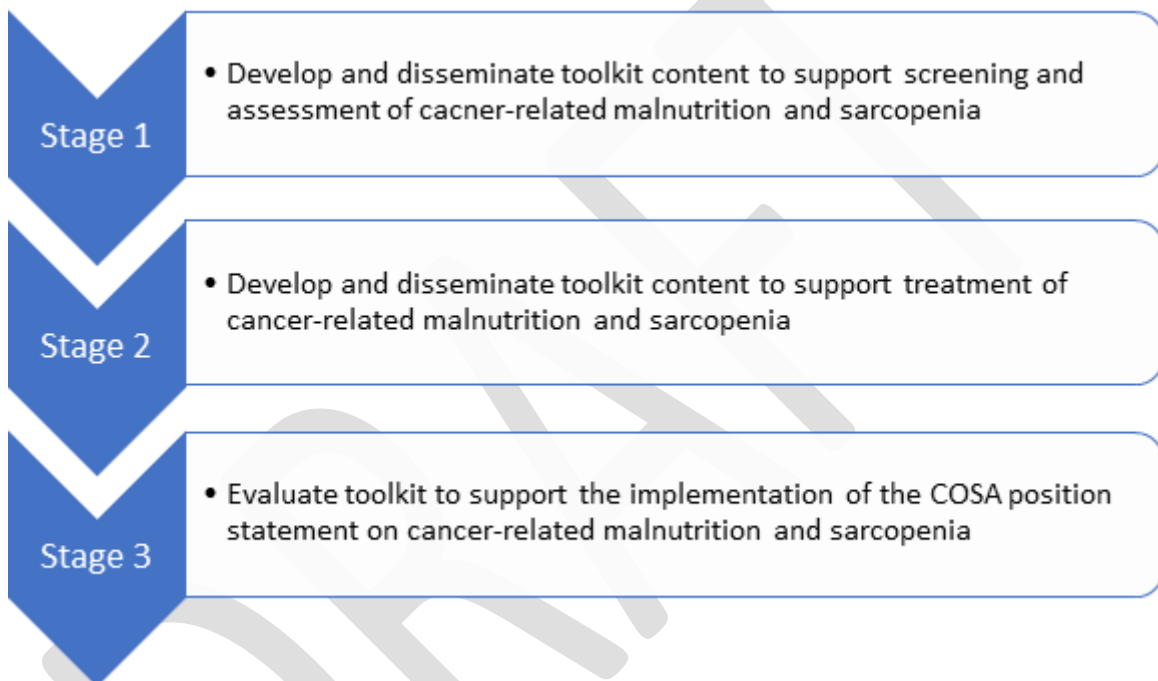 Stage 1
• Develop and disseminate toolkit content to support screening and
assessment of cacner-related malnutrition and sarcopenia
Stage 2
• Develop and disseminate toolkit content to support treatment of
cancer-related malnutrition and sarcopenia
Stage 3
• Evaluate toolkit to support the implementation of the COSA position
statement on cancer-related malnutrition and sarcopenia
DRAFT